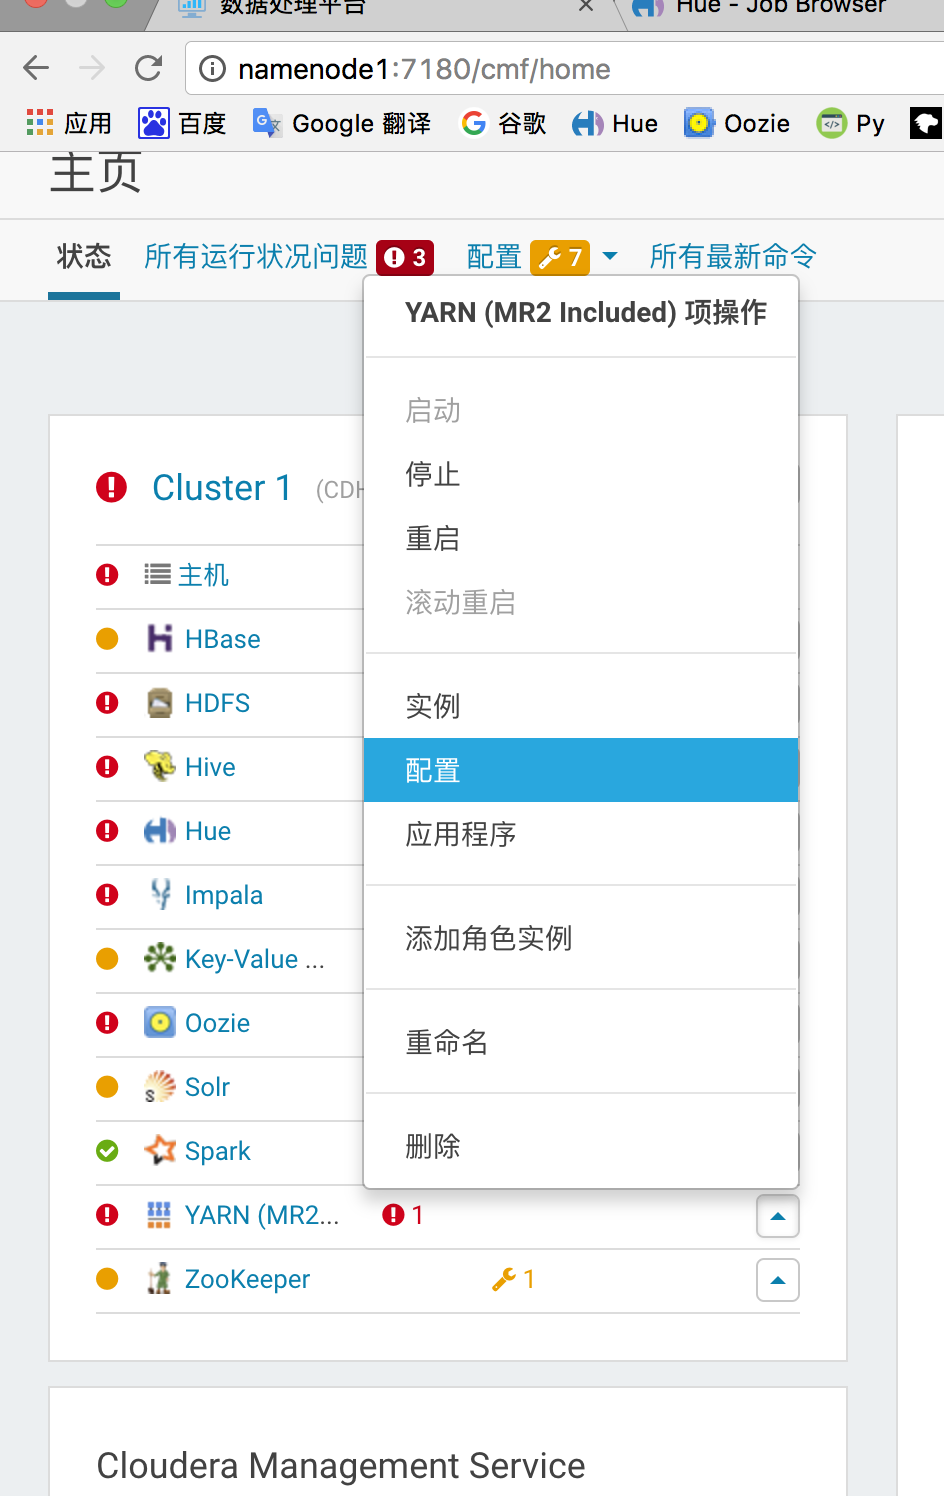 数据处理平台
Hue - Job Browser
namenode1:7180/cmf/home
应用 百度 Google 翻译 谷歌 Hue Oozie Py
主页
状态 所有运行状况问题 3 配置 7 所有最新命令
YARN (MR2 Included) 项操作
启动
停止
重启
滚动重启
实例
配置
应用程序
添加角色实例
重命名
删除
Cluster 1 (CDH
主机
HBase
HDFS
Hive
Hue
Impala
Key-Value ...
Oozie
Solr
Spark
YARN (MR2... 1
ZooKeeper 1
Cloudera Management Service